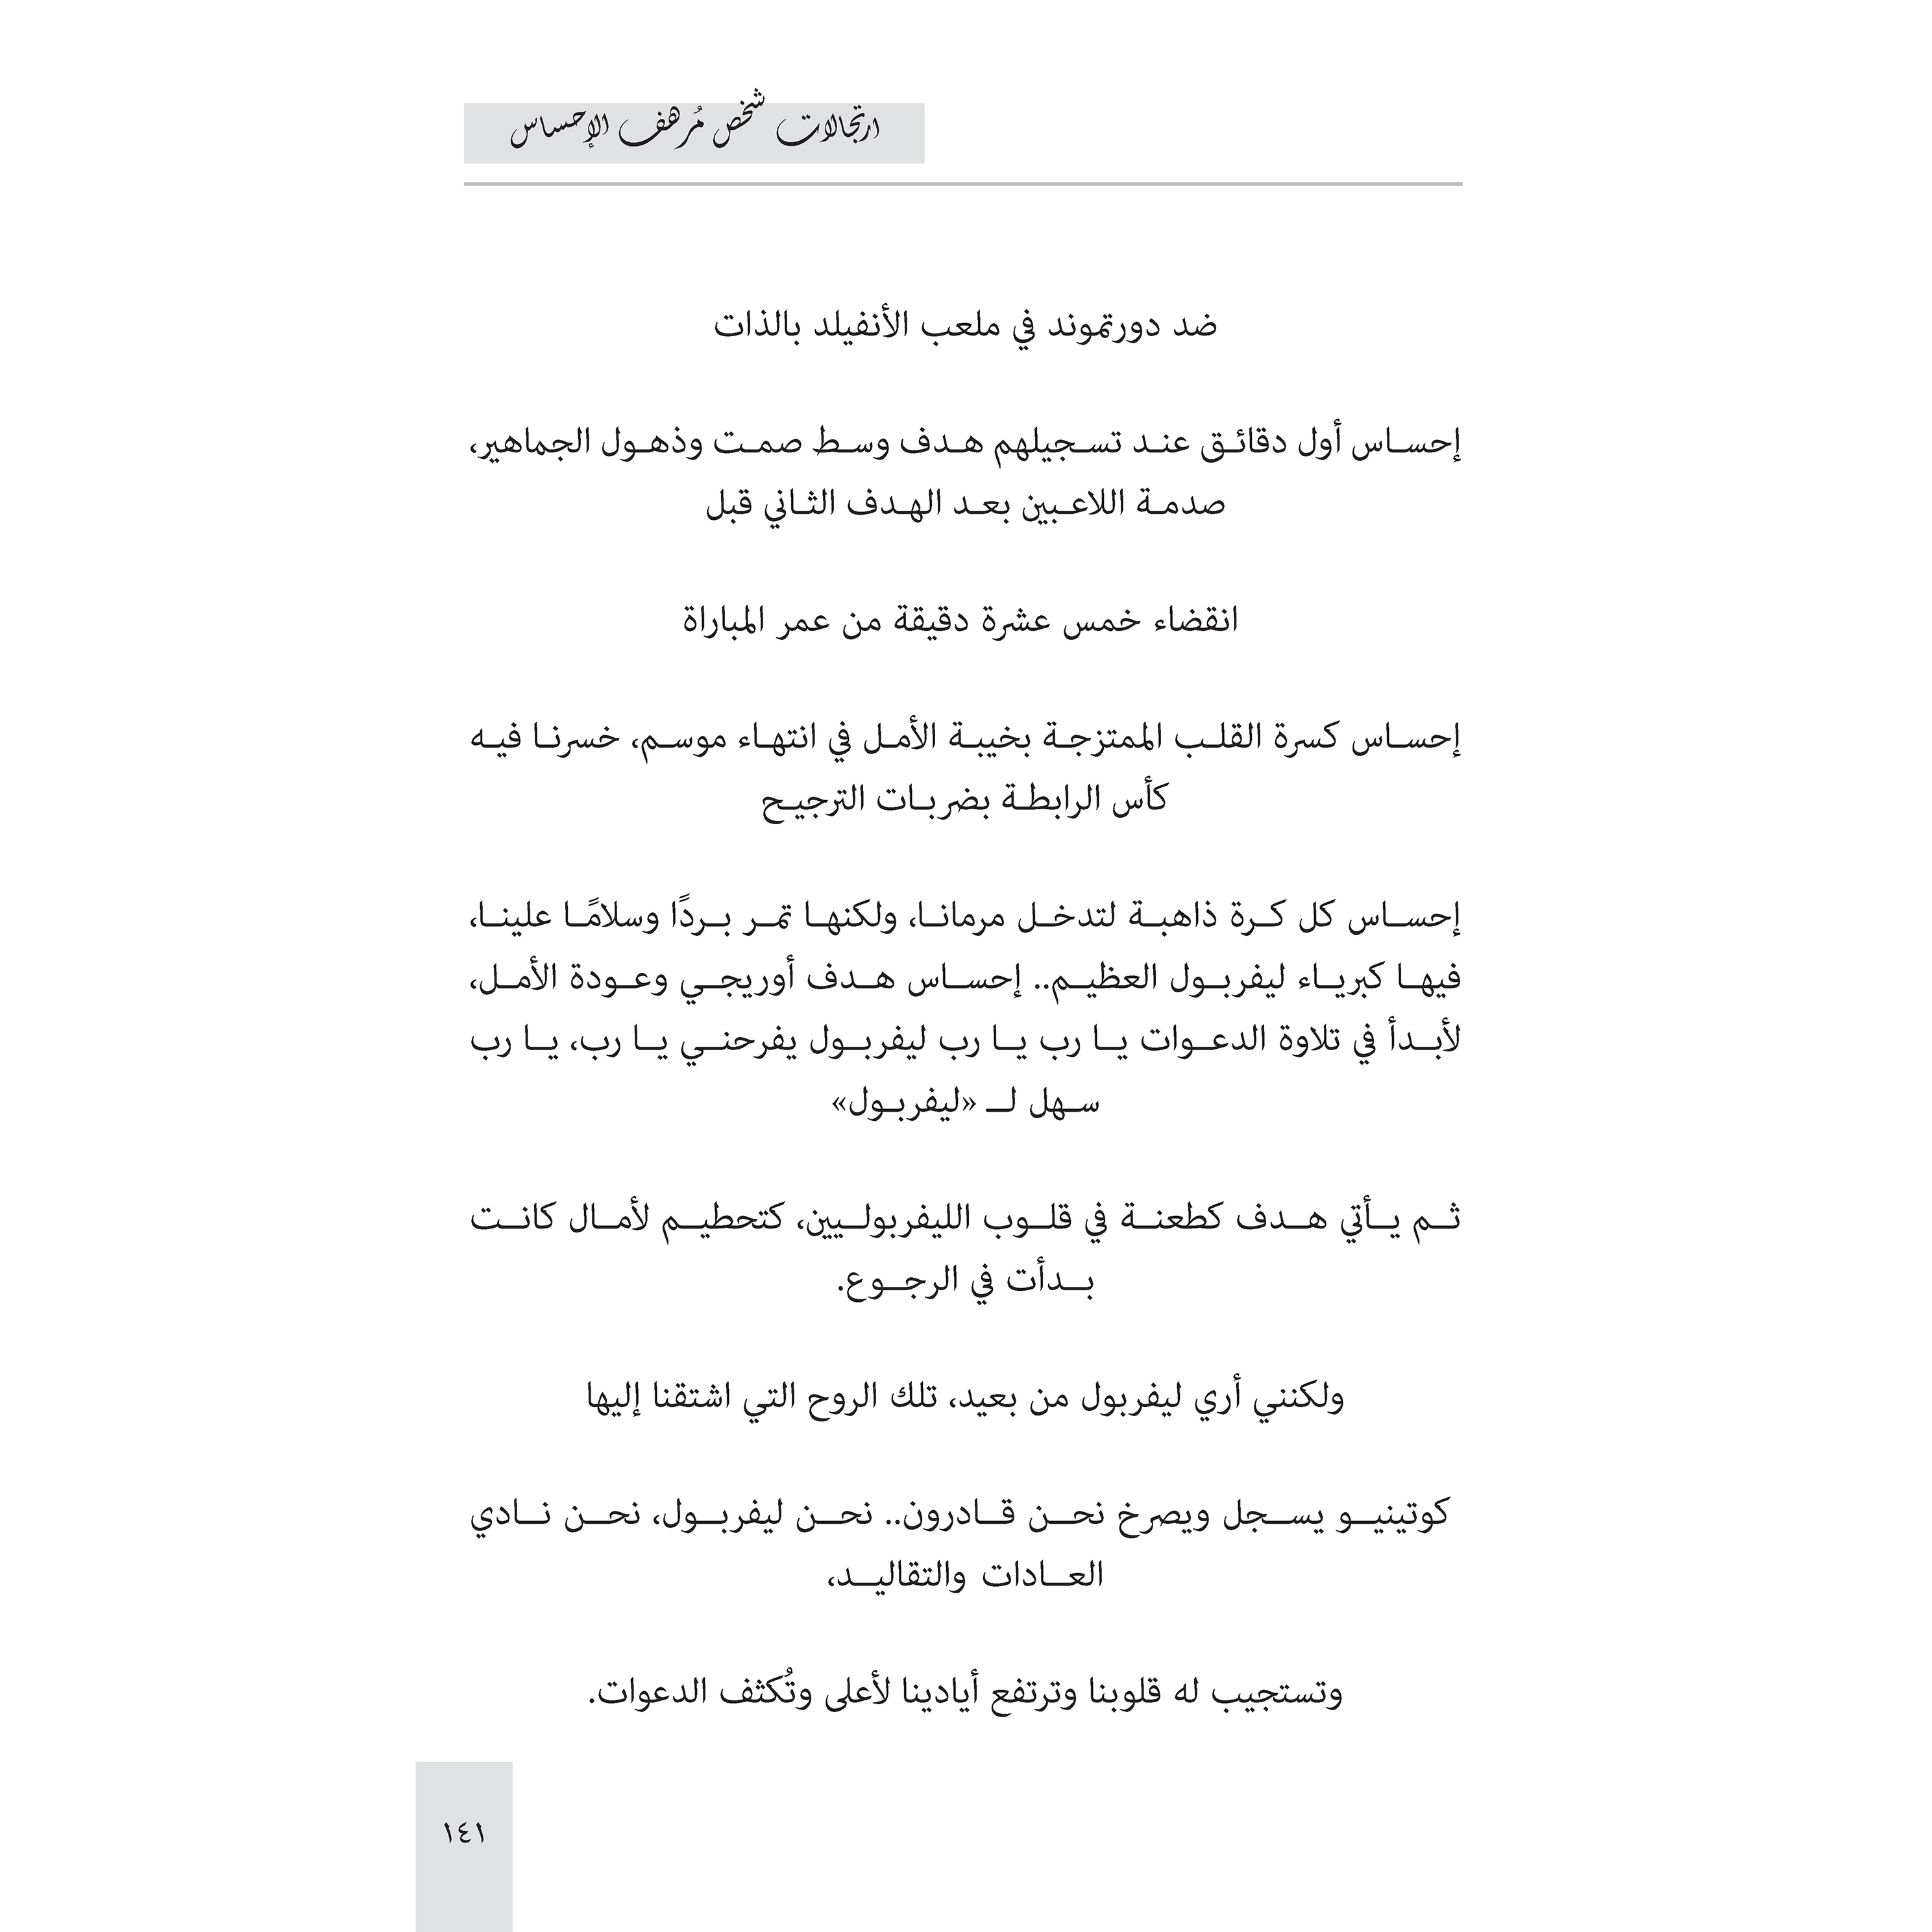 ارتجالات شخص مُرهف الإحساس
ضد دورتموند في ملعب الأنفيلد بالذات
إحساس أول دقائق عند تسجيلهم هدف وسط صمت وذهول الجماهير،
صدمة اللاعبين بعد الهدف الثاني قبل
انقضاء خمس عشرة دقيقة من عمر المباراة
إحساس كسرة القلب الممتزجة بخيبة الأمل في انتهاء موسم، خسرنا فيه
كأس الرابطة بضربات الترجيح
إحساس كل كرة ذاهبة لتدخل مرمانا، ولكنها تمر بردًا وسلامًا علينا،
فيها كبرياء ليفربول العظيم.. إحساس هدف أوريجي وعودة الأمل،
لأبدأ في تلاوة الدعوات يا رب يا رب ليفربول يفرحني يا رب، يا رب
سهل لـ «ليفربول»
ثم يأتي هدف كطعنة في قلوب الليفربوليين، كتحطيم لأمال كانت
بدأت في الرجوع.
ولكنني أري ليفربول من بعيد، تلك الروح التي اشتقنا إليها
كوتينيو يسجل ويصرخ نحن قادرون.. نحن ليفربول، نحن نادي
العادات والتقاليد،
وتستجيب له قلوبنا وترتفع أيادينا لأعلى وتُكثف الدعوات.
١٤١